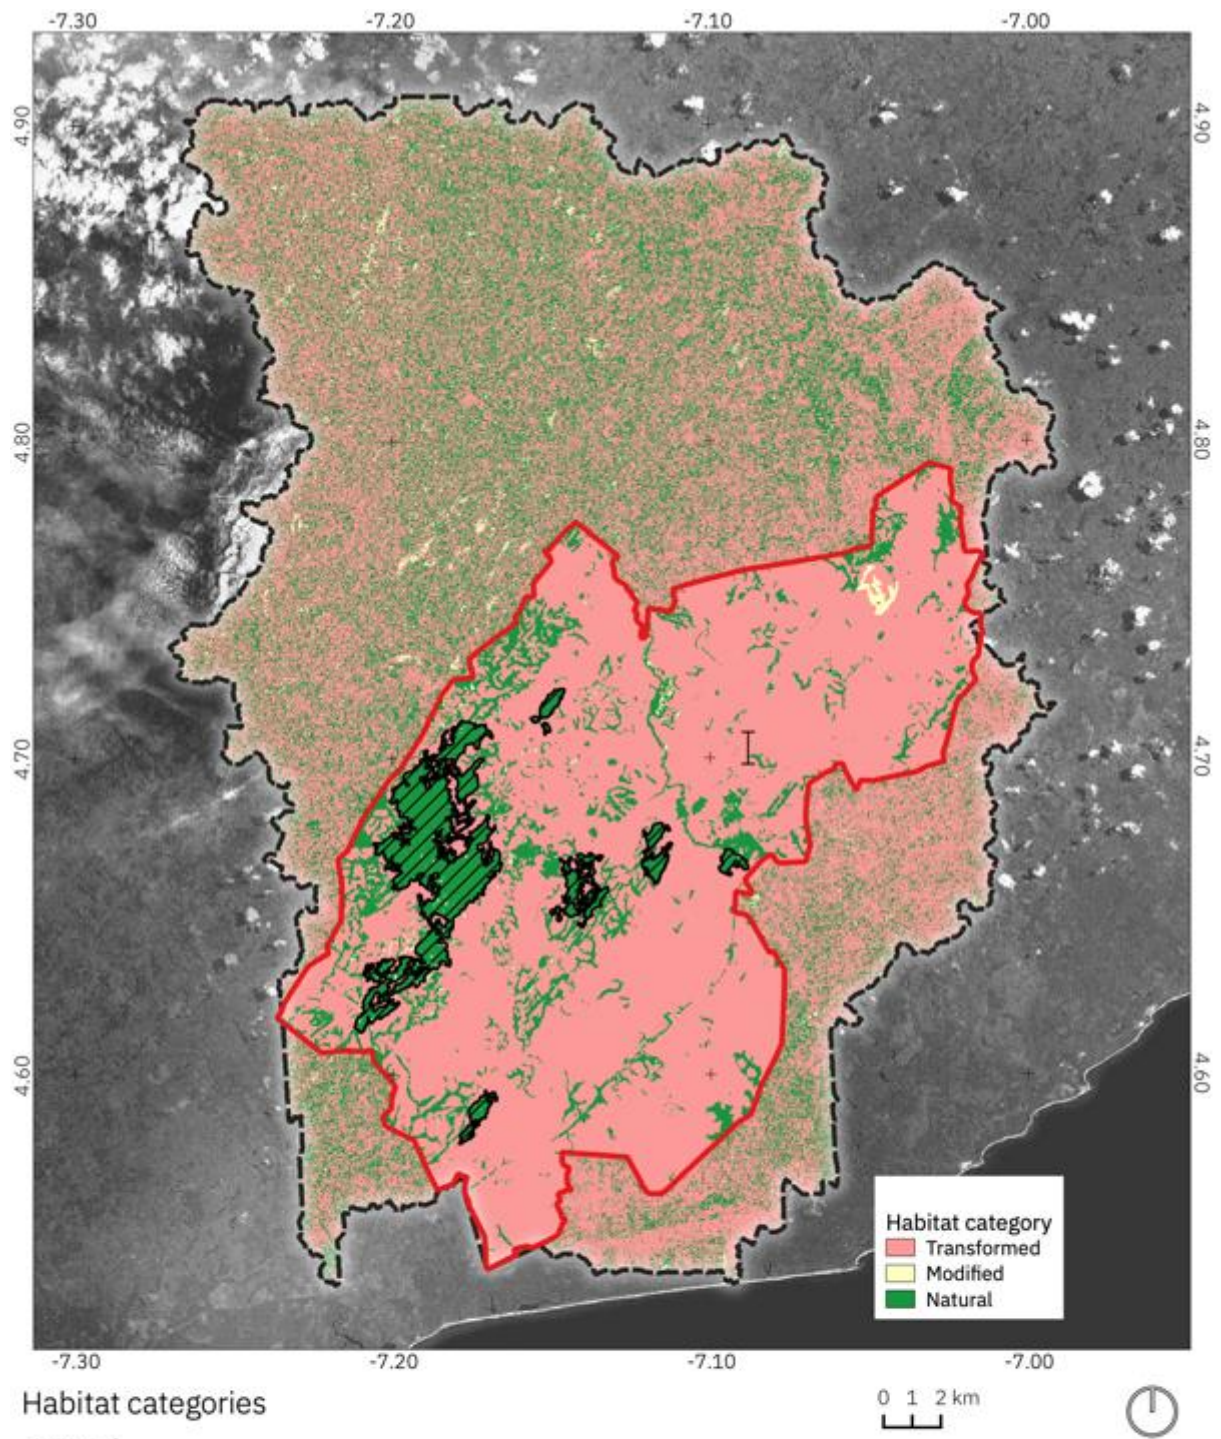 -7.30 -7.20 -7.10 -7.00
4.90 4.90
4.80 4.80
4.70 4.70
4.60 4.60
Habitat category
Transformed
Modified
Natural
-7.30 -7.20 -7.10 -7.00
Habitat categories
0 1 2 km